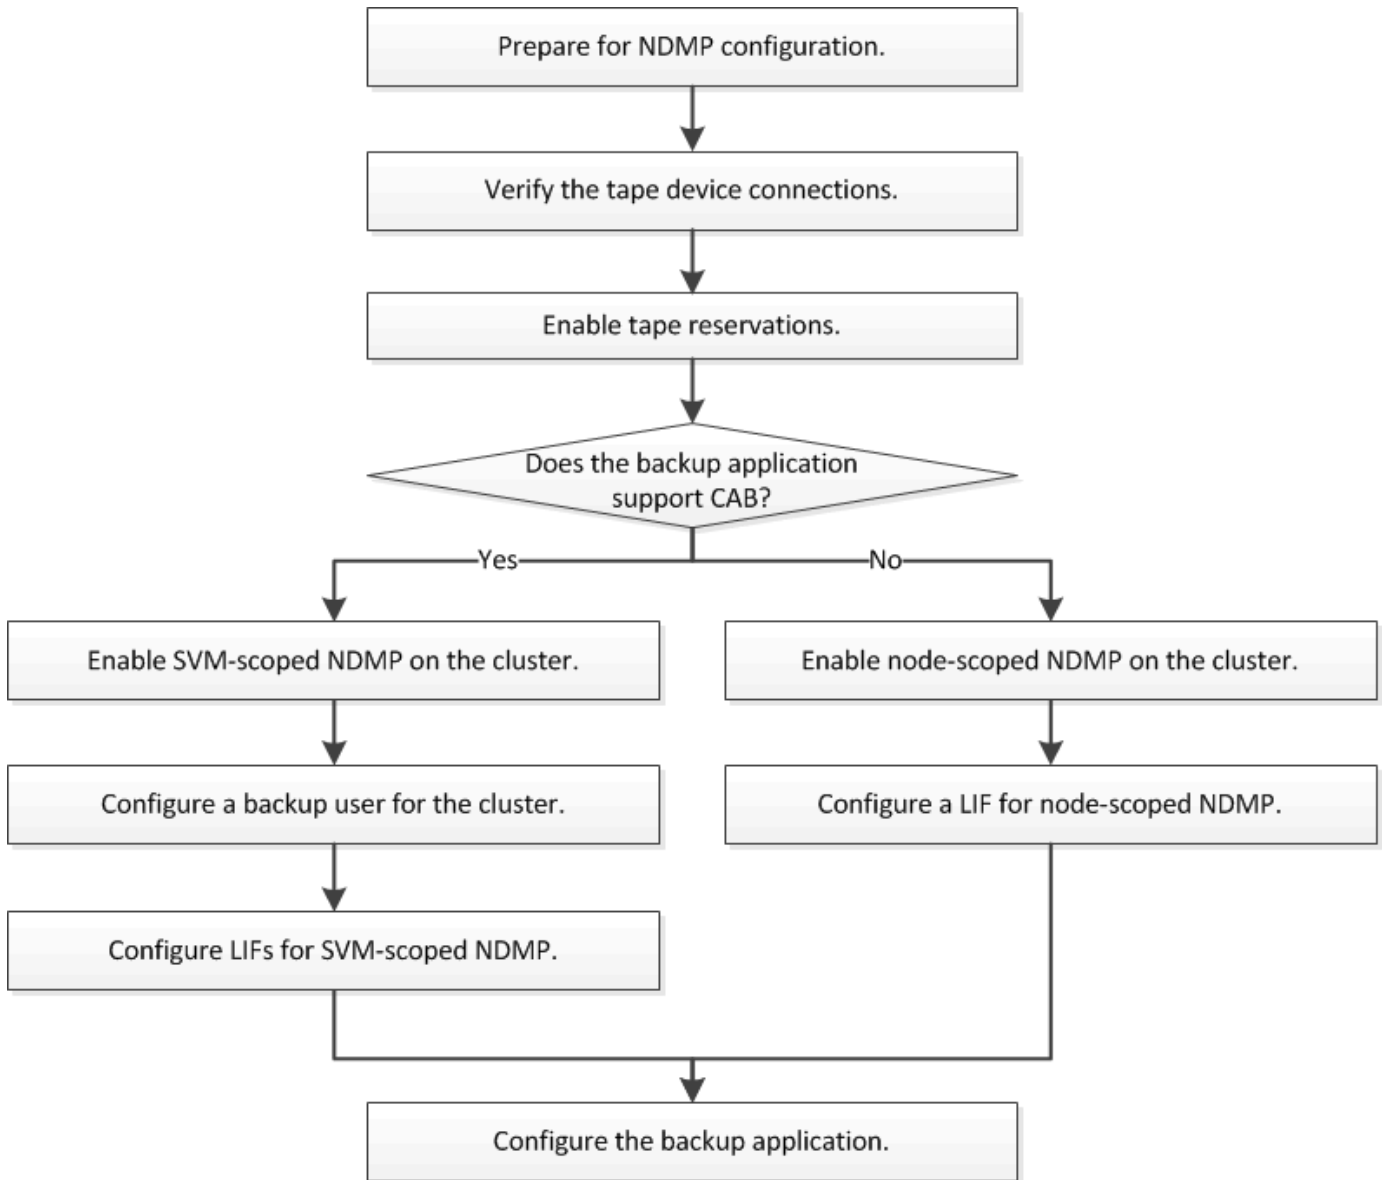 Prepare for NDMP configuration.
Verify the tape device connections.
Enable tape reservations.
Does the backup application
support CAB?
Yes
No
Enable SVM-scoped NDMP on the cluster.
Enable node-scoped NDMP on the cluster.
Configure a backup user for the cluster.
Configure a LIF for node-scoped NDMP.
Configure LIFs for SVM-scoped NDMP.
Configure the backup application.